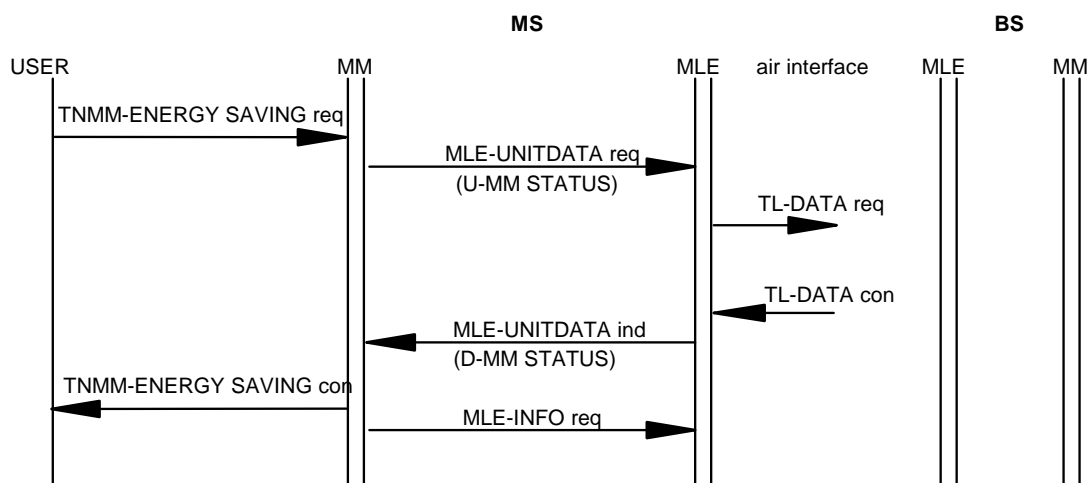 MS BS
USER MM MLE air interface MLE MM
TNMM-ENERGY SAVING req
MLE-UNITDATA req
(U-MM STATUS)
TL-DATA req
TL-DATA con
MLE-UNITDATA ind
(D-MM STATUS)
TNMM-ENERGY SAVING con
MLE-INFO req